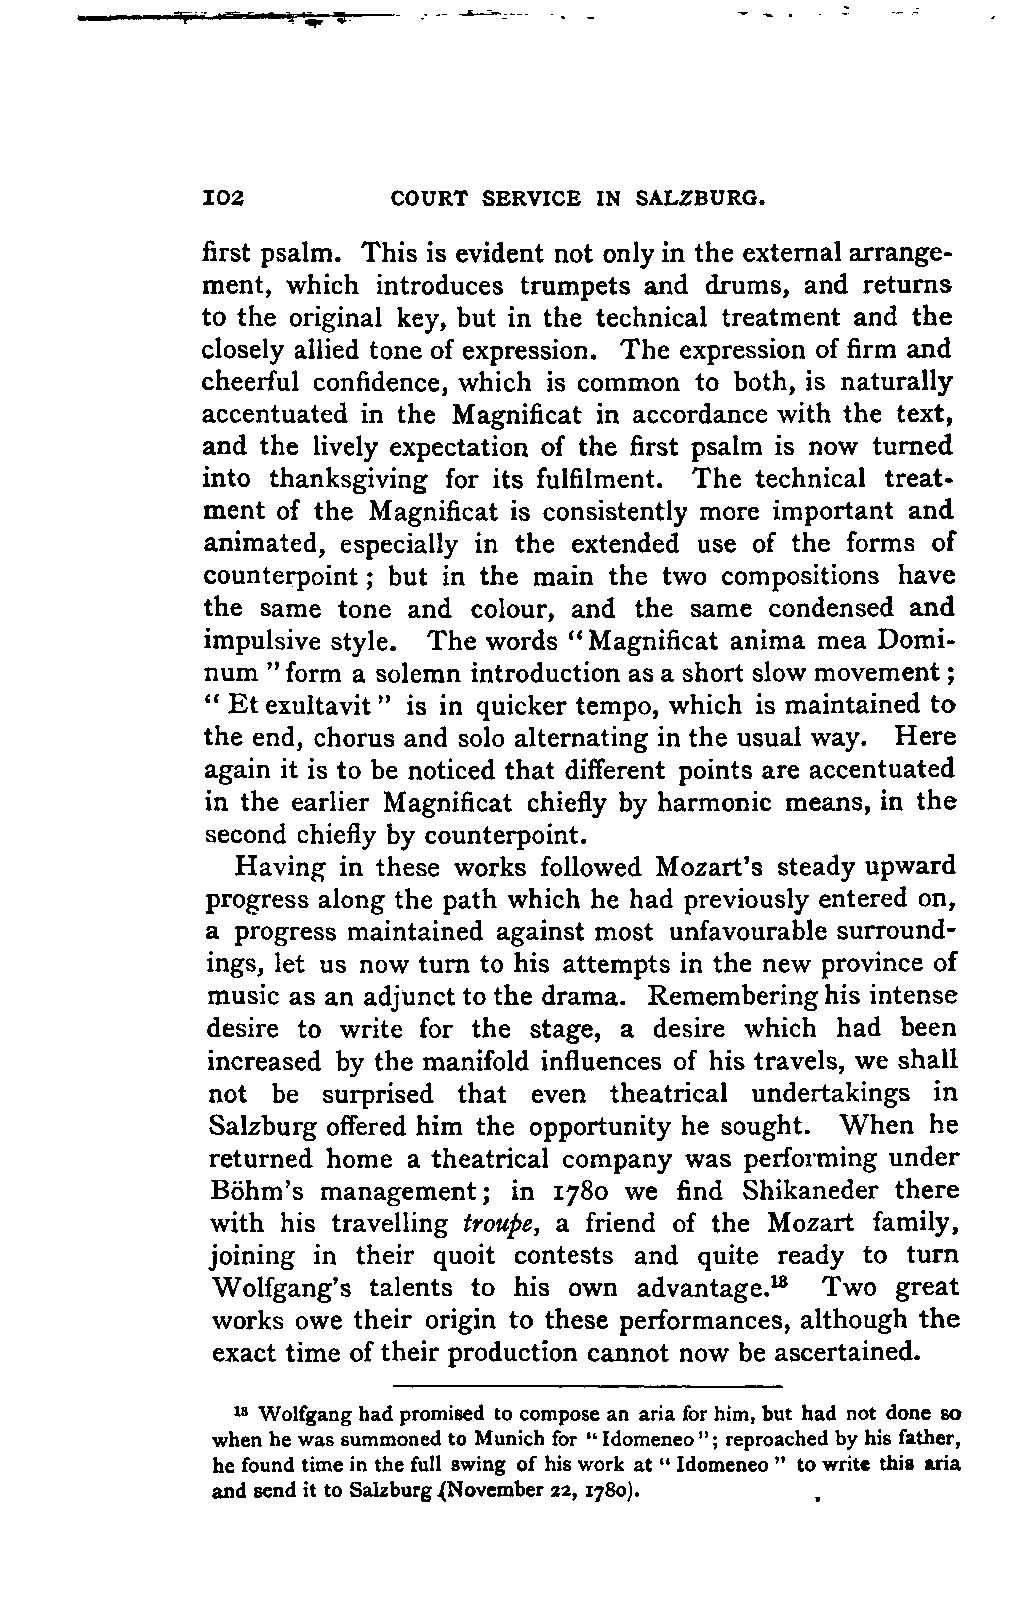 102 COURT SERVICE IN SALZBURG.
first psalm. This is evident not only in the external arrange-
ment, which introduces trumpets and drums, and returns
to the original key, but in the technical treatment and the
closely allied tone of expression. The expression of firm and
cheerful confidence, which is common to both, is naturally
accentuated in the Magnificat in accordance with the text,
and the lively expectation of the first psalm is now turned
into thanksgiving for its fulfilment. The technical treat-
ment of the Magnificat is consistently more important and
animated, especially in the extended use of the forms of
counterpoint ; but in the main the two compositions have
the same tone and colour, and the same condensed and
impulsive style. The words “ Magnificat anima mea Domi-
num ” form a solemn introduction as a short slow movement ;
“ Et exultavit ” is in quicker tempo, which is maintained to
the end, chorus and solo alternating in the usual way. Here
again it is to be noticed that different points are accentuated
in the earlier Magnificat chiefly by harmonic means, in the
second chiefly by counterpoint.
Having in these works followed Mozart's steady upward
progress along the path which he had previously entered on,
a progress maintained against most unfavourable surround-
ings, let us now turn to his attempts in the new province of
music as an adjunct to the drama. Remembering his intense
desire to write for the stage, a desire which had been
increased by the manifold influences of his travels, we shall
not be surprised that even theatrical undertakings in
Salzburg offered him the opportunity he sought. When he
returned home a theatrical company was performing under
Böhm's management; in 1780 we find Shikaneder there
with his travelling troupe, a friend of the Mozart family,
joining in their quoit contests and quite ready to turn
Wolfgang's talents to his own advantage.¹⁸ Two great
works owe their origin to these performances, although the
exact time of their production cannot now be ascertained.
¹⁸ Wolfgang had promised to compose an aria for him, but had not done so
when he was summoned to Munich for “ Idomeneo ”; reproached by his father,
he found time in the full swing of his work at “ Idomeneo ” to write this aria
and send it to Salzburg (November 22, 1780).